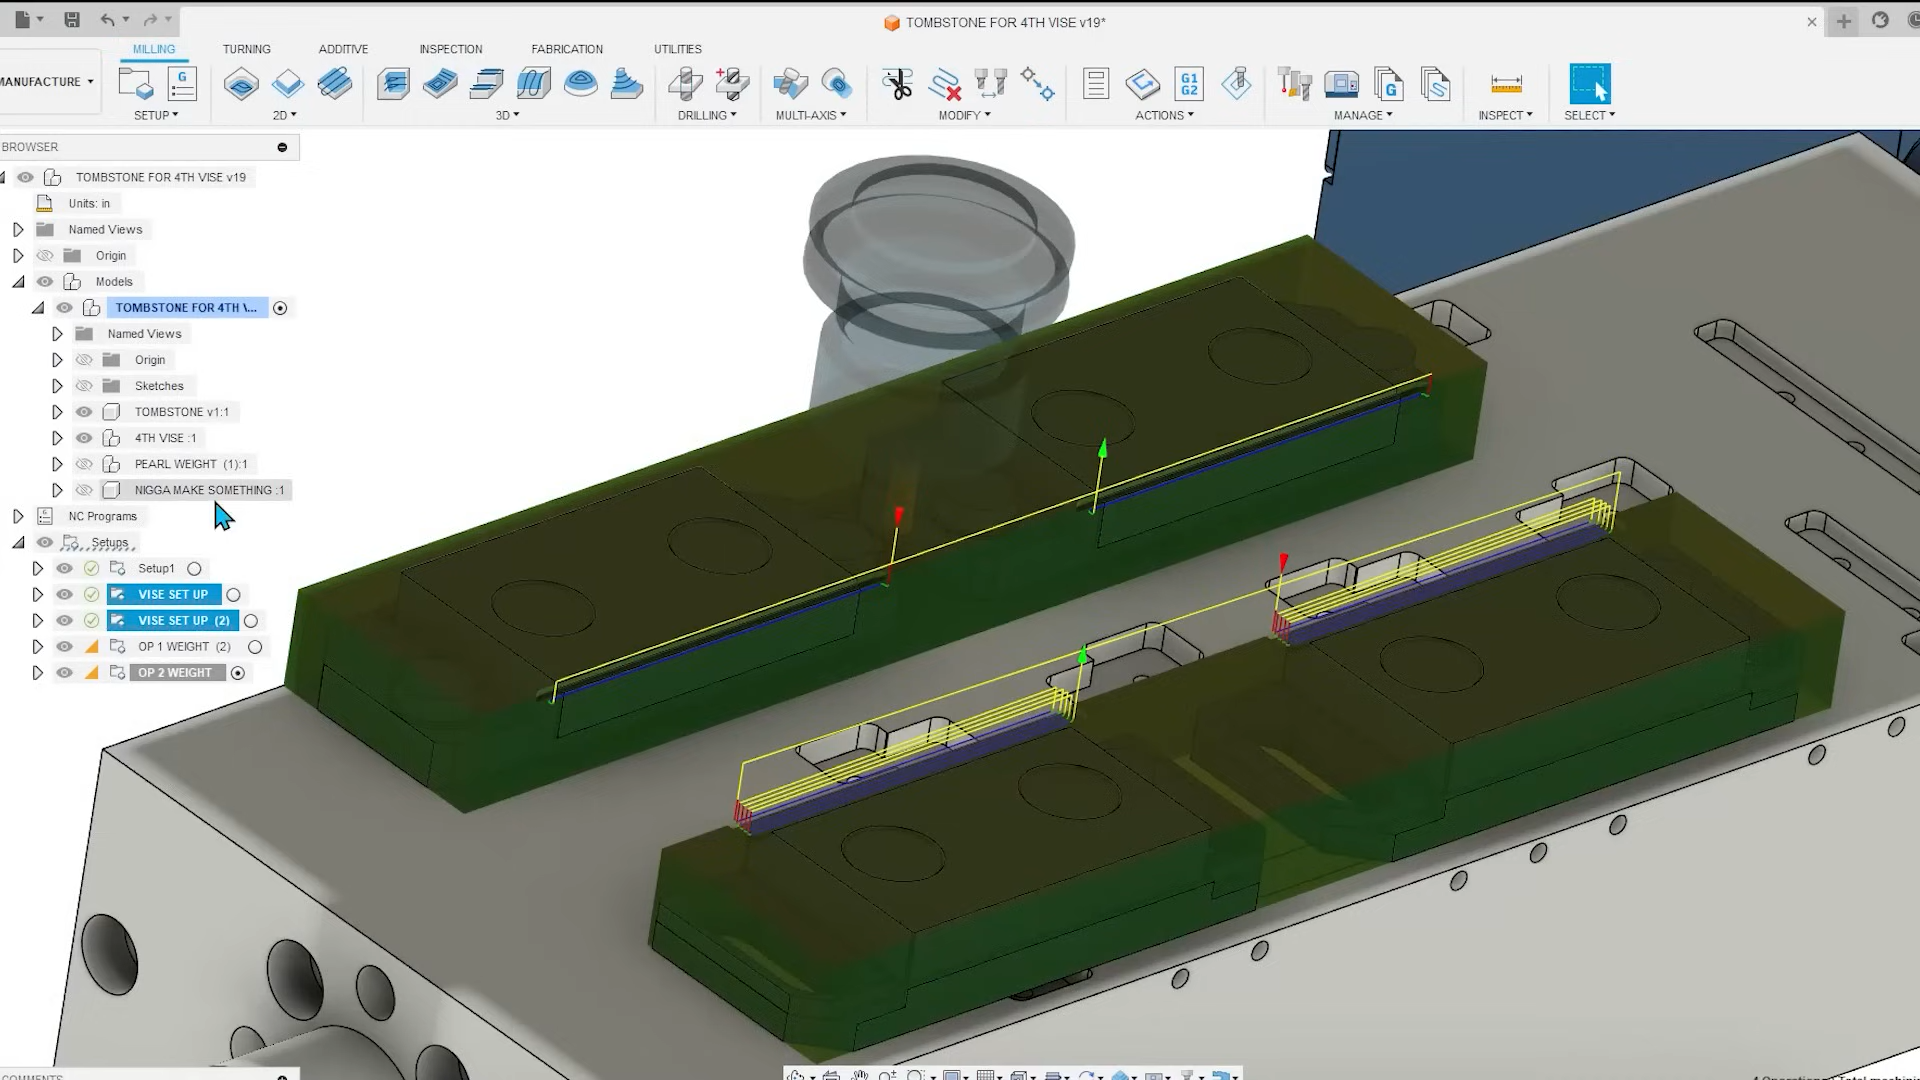 TOMBSTONE FOR 4TH VISE v19*
MILLING TURNING ADDITIVE INSPECTION FABRICATION UTILITIES
MANUFACTURE
G
G1
G2
G
SETUP 2D 3D DRILLING MULTI-AXIS MODIFY ACTIONS MANAGE INSPECT SELECT
BROWSER
TOMBSTONE FOR 4TH VISE v19
Units: in
Named Views
Origin
Models
TOMBSTONE FOR 4TH \...
Named Views
Origin
Sketches
TOMBSTONE v1:1
4TH VISE :1
PEARL WEIGHT (1):1
NIGGA MAKE SOMETHING :1
NC Programs
Setups
Setup1
VISE SET UP
VISE SET UP (2)
OP 1 WEIGHT (2)
OP 2 WEIGHT
COMMENTS